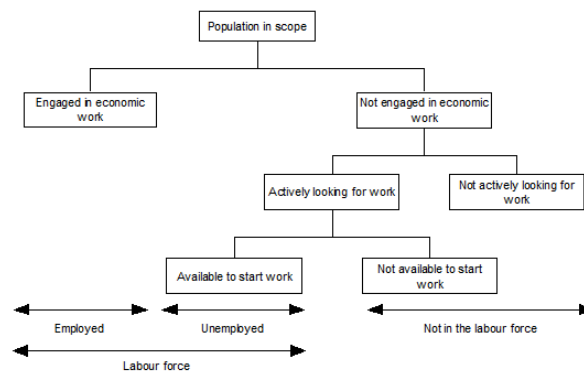 Population in scope
Engaged in economic
work
Not engaged in economic
work
Actively looking for work
Not actively looking for
work
Available to start work
Not available to start
work
Employed
Unemployed
Not in the labour force
Labour force